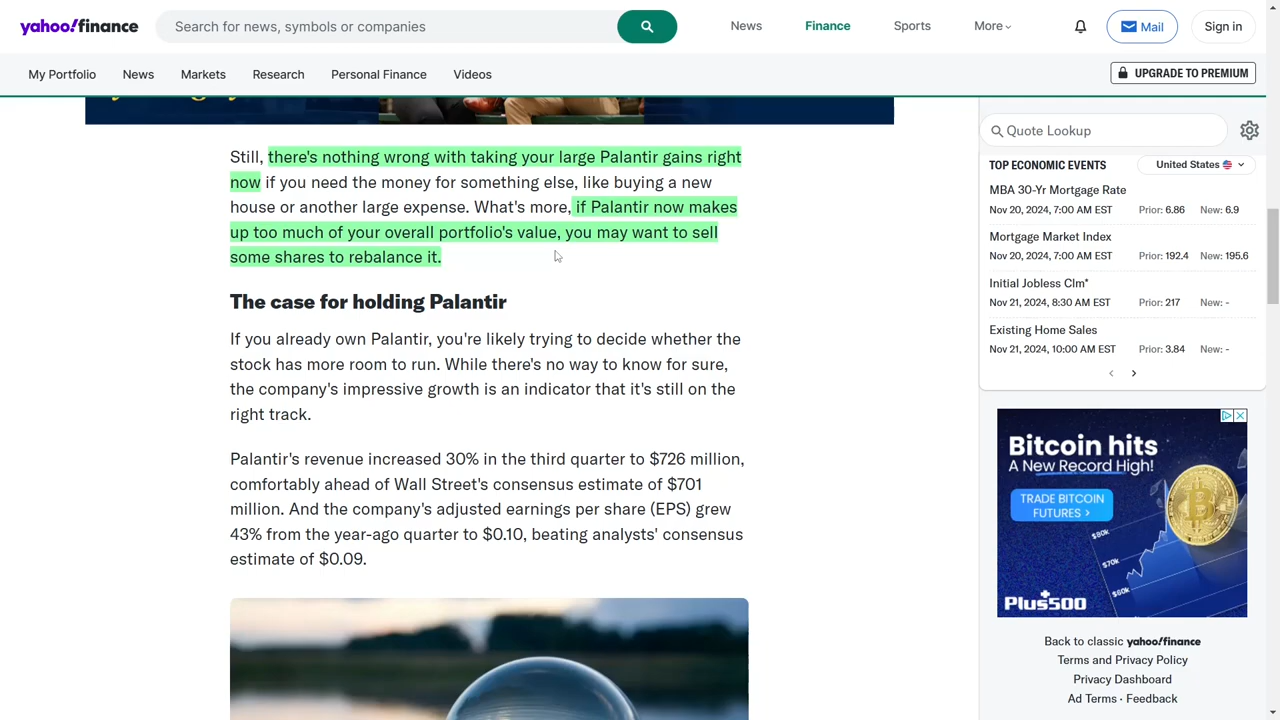 yahoo!finance
Search for news, symbols or companies
News
Finance
Sports
More
Mail
Sign in
My Portfolio
News
Markets
Research
Personal Finance
Videos
UPGRADE TO PREMIUM
Still, there's nothing wrong with taking your large Palantir gains right
now if you need the money for something else, like buying a new
house or another large expense. What's more, if Palantir now makes
up too much of your overall portfolio's value, you may want to sell
some shares to rebalance it.
The case for holding Palantir
If you already own Palantir, you're likely trying to decide whether the
stock has more room to run. While there's no way to know for sure,
the company's impressive growth is an indicator that it's still on the
right track.
Palantir's revenue increased 30% in the third quarter to $726 million,
comfortably ahead of Wall Street's consensus estimate of $701
million. And the company's adjusted earnings per share (EPS) grew
43% from the year-ago quarter to $0.10, beating analysts' consensus
estimate of $0.09.
Quote Lookup
TOP ECONOMIC EVENTS
United States
MBA 30-Yr Mortgage Rate
Nov 20, 2024, 7:00 AM EST Prior: 6.86 New: 6.9
Mortgage Market Index
Nov 20, 2024, 7:00 AM EST Prior: 192.4 New: 195.6
Initial Jobless Clm*
Nov 21, 2024, 8:30 AM EST Prior: 217 New: -
Existing Home Sales
Nov 21, 2024, 10:00 AM EST Prior: 3.84 New: -
Bitcoin hits
A New Record High!
TRADE BITCOIN
FUTURES >
$80k
$70k
$60k
Plus500
Back to classic yahoo!finance
Terms and Privacy Policy
Privacy Dashboard
Ad Terms · Feedback